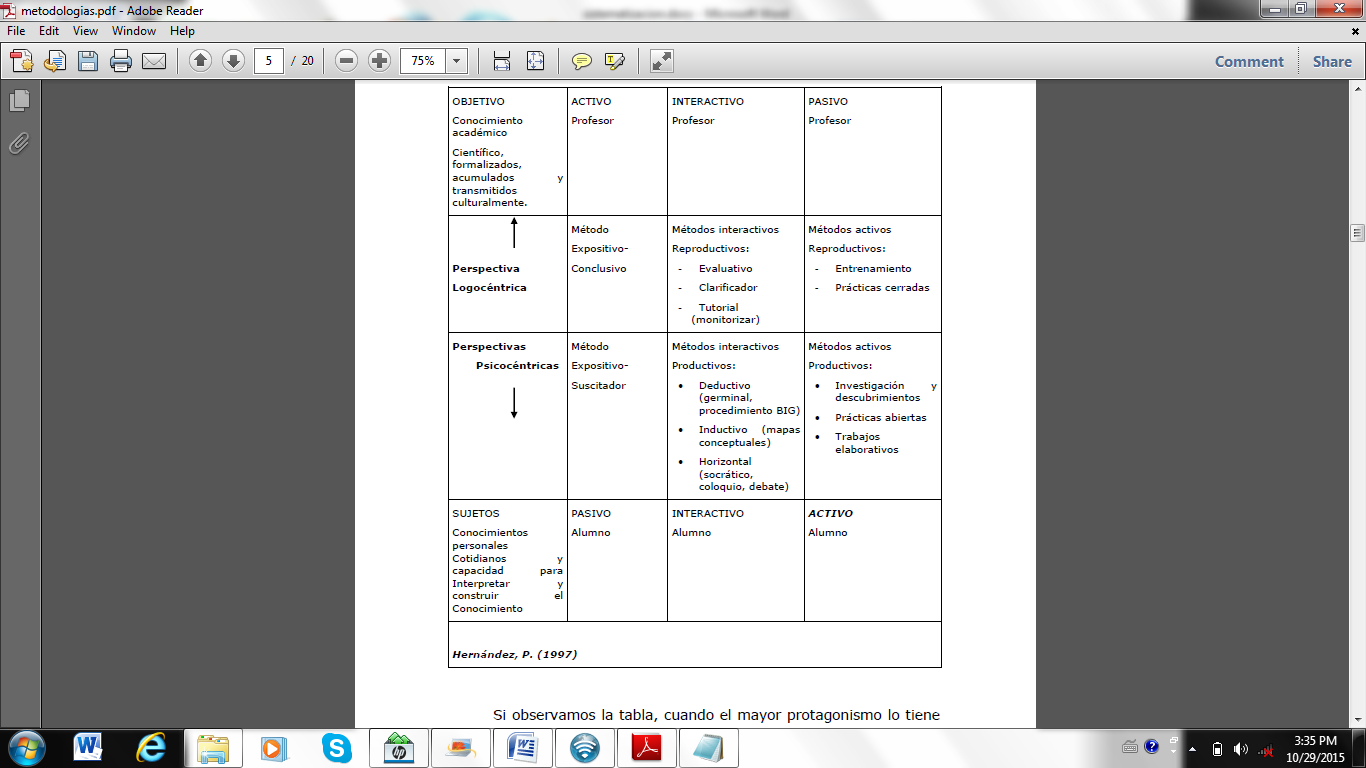 metodologias.pdf - Adobe Reader
File Edit View Window Help
5 / 20
75%
Comment
Share
OBJETIVO
Conocimiento
académico
Científico,
formalizados,
acumulados y
transmitidos
culturalmente.
ACTIVO
Profesor
INTERACTIVO
Profesor
PASIVO
Profesor
Perspectiva
Logocéntrica
Método
Expositivo-
Conclusivo
Métodos interactivos
Reproductivos:
- Evaluativo
- Clarificador
- Tutorial
(monitorizar)
Métodos activos
Reproductivos:
- Entrenamiento
- Prácticas cerradas
Perspectivas
Psicocéntricas
Método
Expositivo-
Suscitador
Métodos interactivos
Productivos:
• Deductivo
(germinal,
procedimiento BIG)
• Inductivo (mapas
conceptuales)
• Horizontal
(socrático,
coloquio, debate)
Métodos activos
Productivos:
• Investigación y
descubrimientos
• Prácticas abiertas
• Trabajos
elaborativos
SUJETOS
Conocimientos
personales
Cotidianos y
capacidad para
Interpretar y
construir el
Conocimiento
PASIVO
Alumno
INTERACTIVO
Alumno
ACTIVO
Alumno
Hernández, P. (1997)
Si observamos la tabla, cuando el mayor protagonismo lo tiene
3:35 PM
10/29/2015